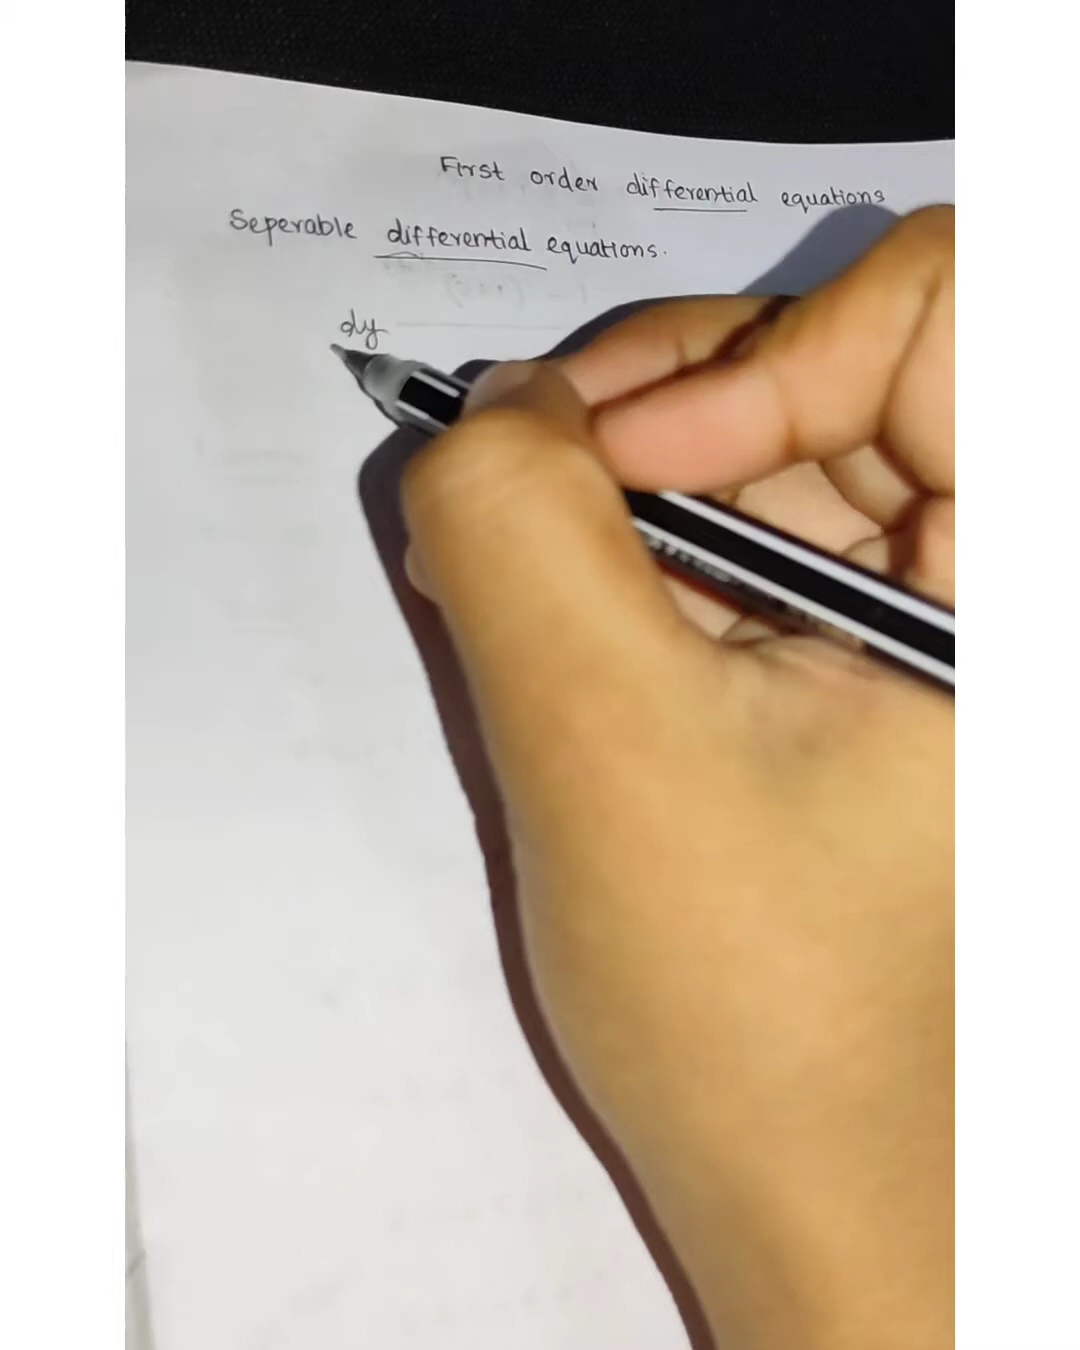 First order differential equations
Seperable differential equations.
dy